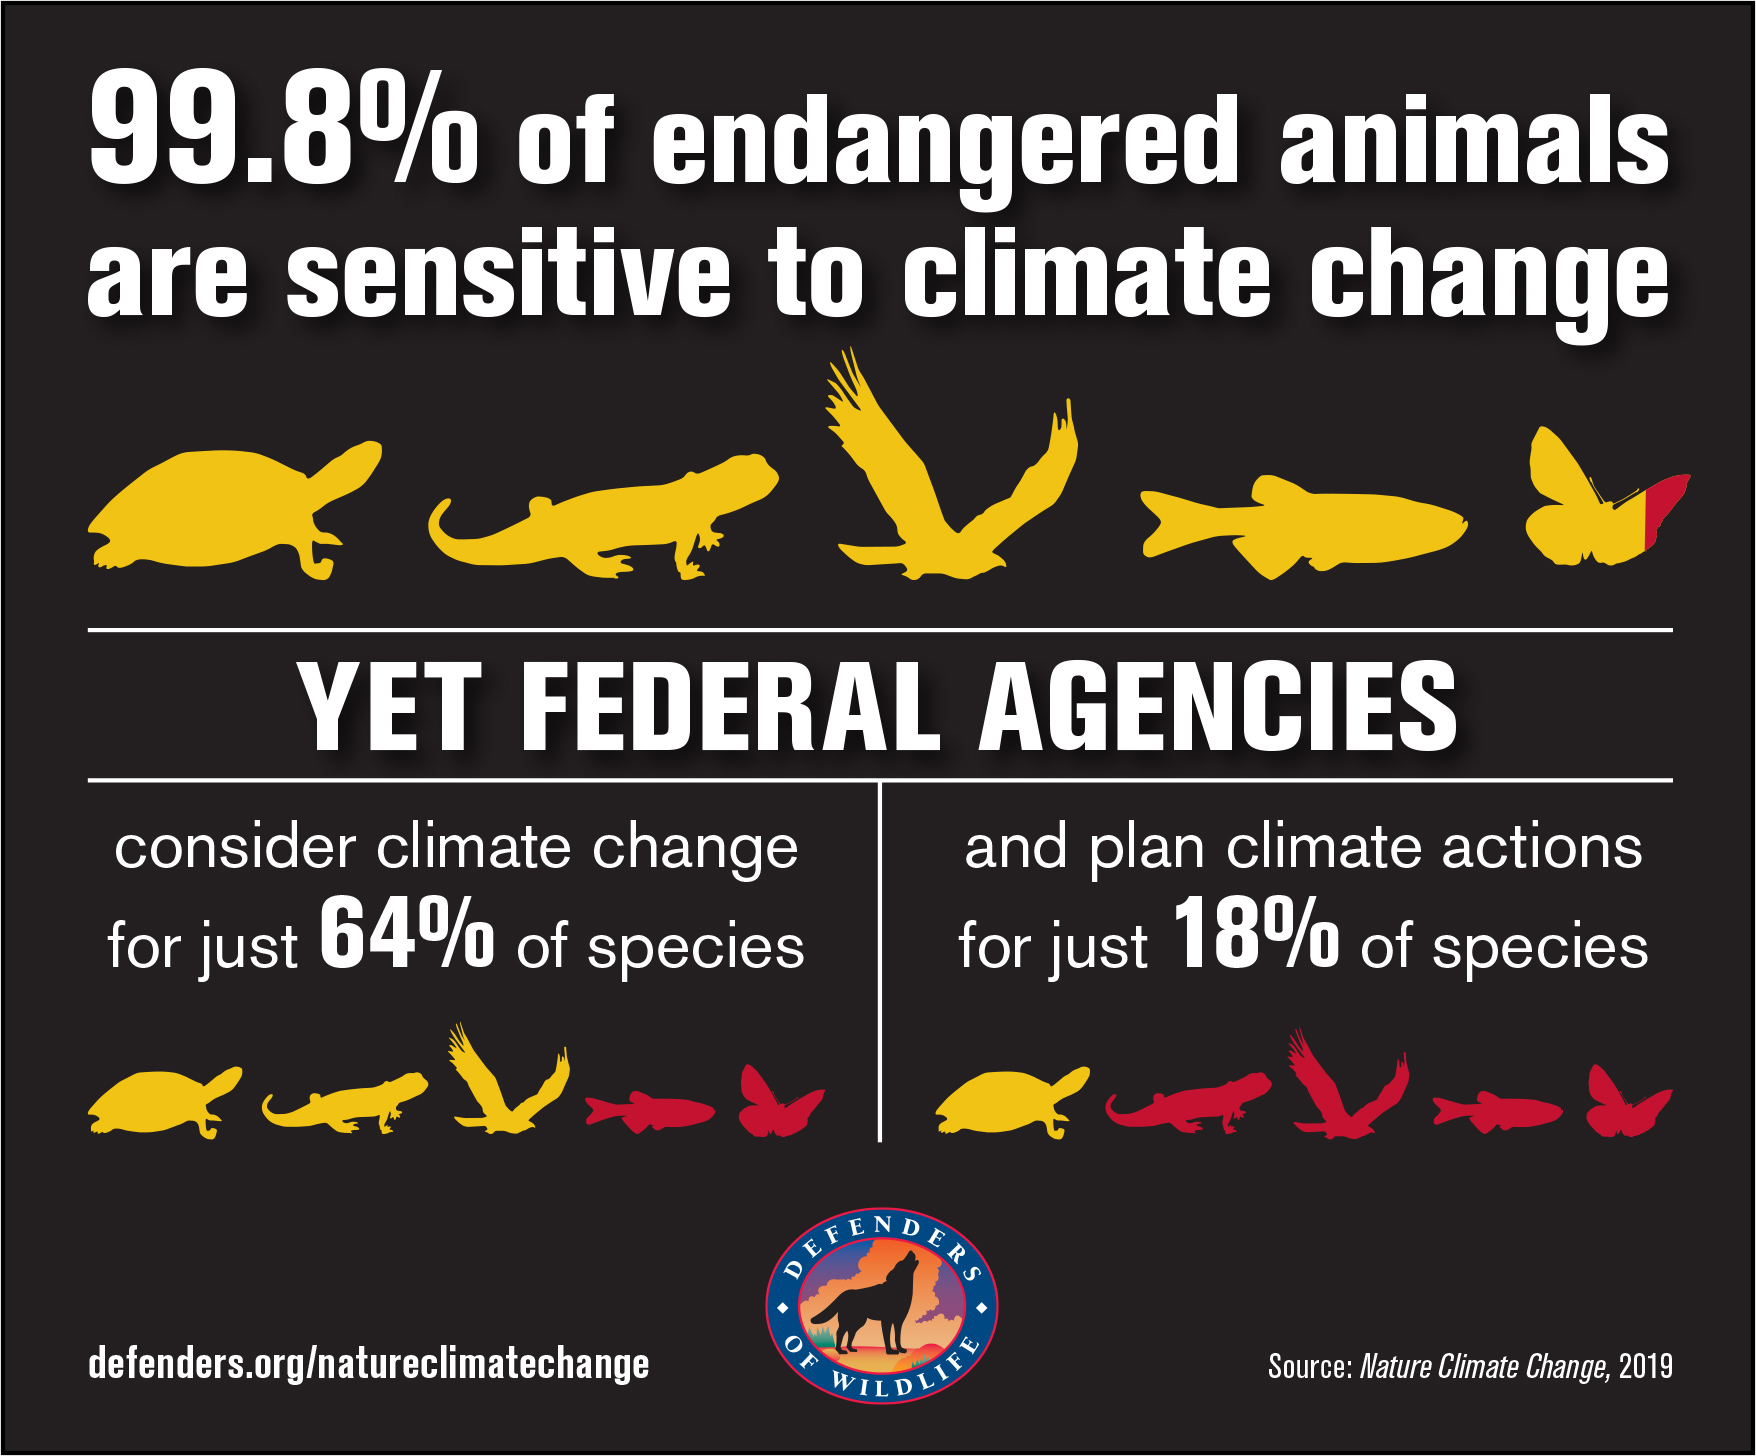 99.8% of endangered animals
are sensitive to climate change
YET FEDERAL AGENCIES
consider climate change
for just 64% of species
and plan climate actions
for just 18% of species
DEFENDERS
OF WILDLIFE
defenders.org/natureclimatechange
Source: Nature Climate Change, 2019